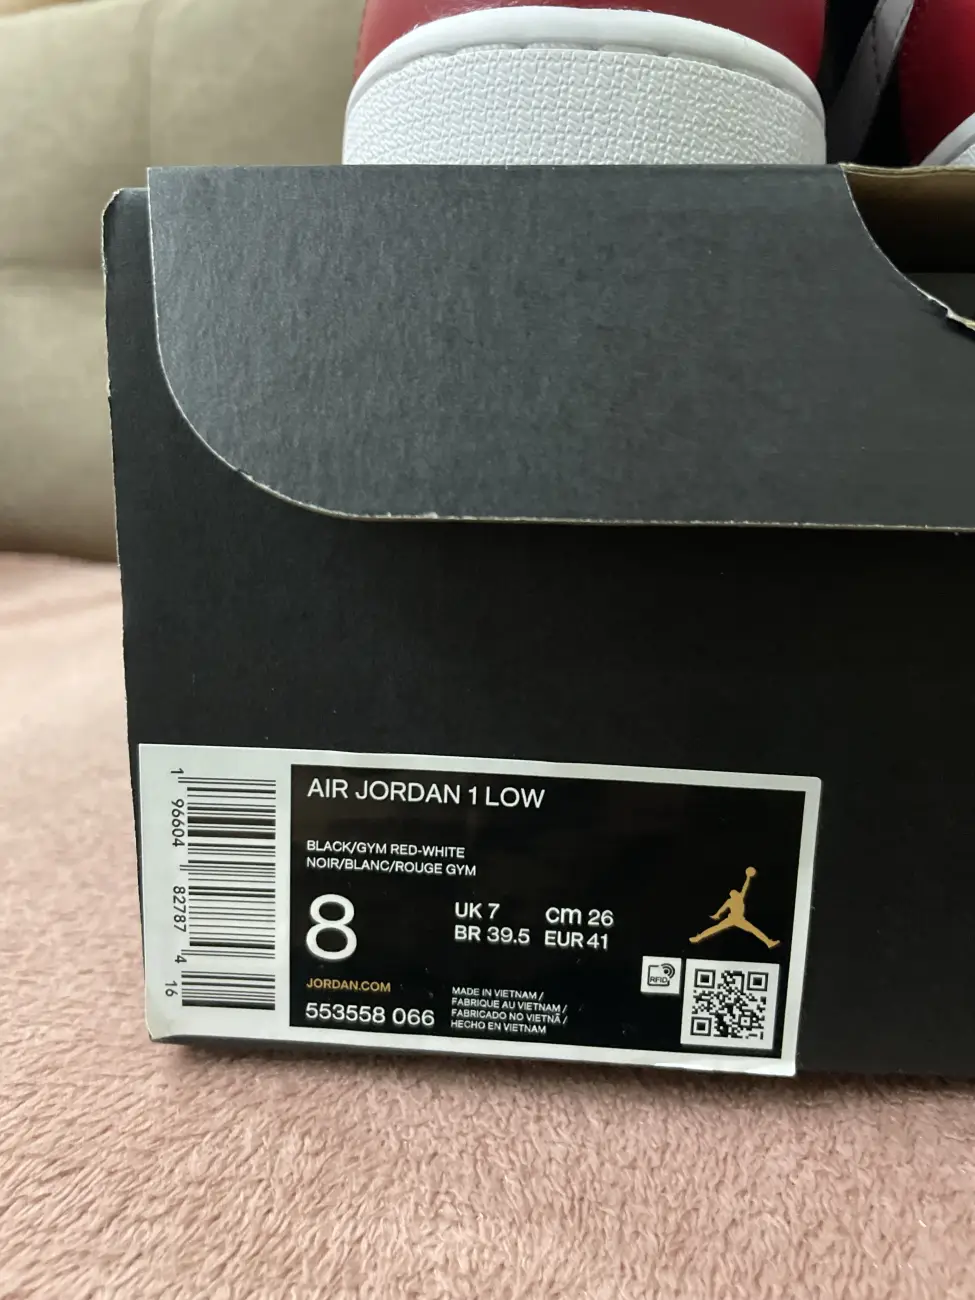 AIR JORDAN 1 LOW
BLACK/GYM RED-WHITE
NOIR/BLANC/ROUGE GYM
8
UK 7 cm 26
BR 39.5 EUR 41
JORDAN.COM
553558 066
MADE IN VIETNAM /
FABRIQUE AU VIETNAM /
FABRICADO NO VIETNÃ /
HECHO EN VIETNAM
RFID
1 96604 82787 4 16